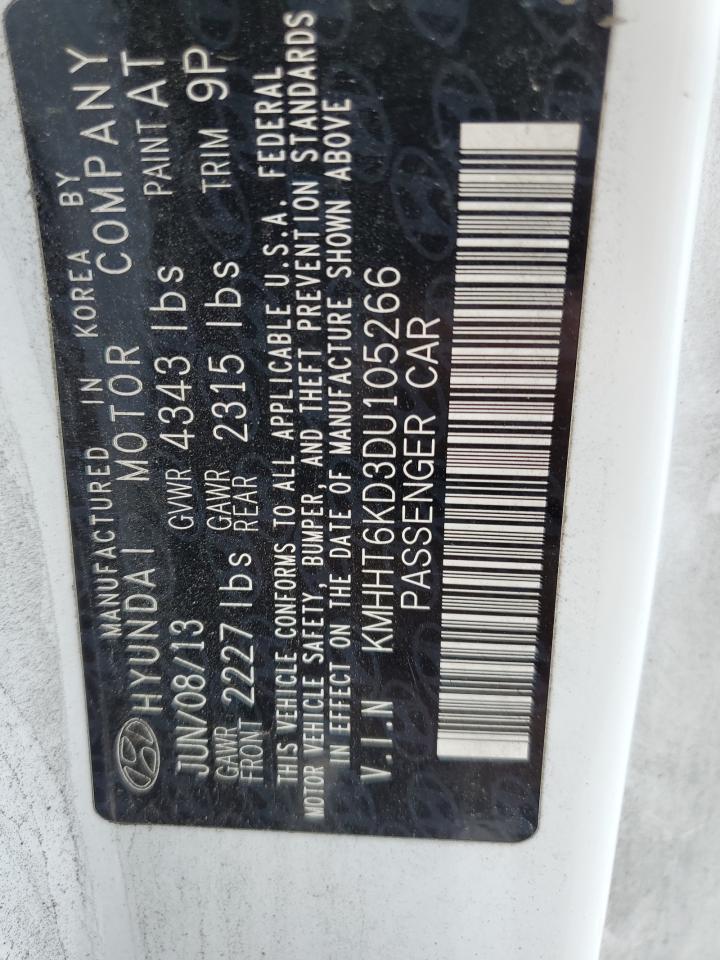 MANUFACTURED IN KOREA BY
HYUNDAI MOTOR COMPANY
JUN/08/13 GVWR 4343 lbs PAINT AT
GAWR FRONT 2227 lbs GAWR REAR 2315 lbs TRIM 9P
THIS VEHICLE CONFORMS TO ALL APPLICABLE U.S.A. FEDERAL
MOTOR VEHICLE SAFETY, BUMPER, AND THEFT PREVENTION STANDARDS
IN EFFECT ON THE DATE OF MANUFACTURE SHOWN ABOVE
V.I.N KMHHT6KD3DU105266
PASSENGER CAR